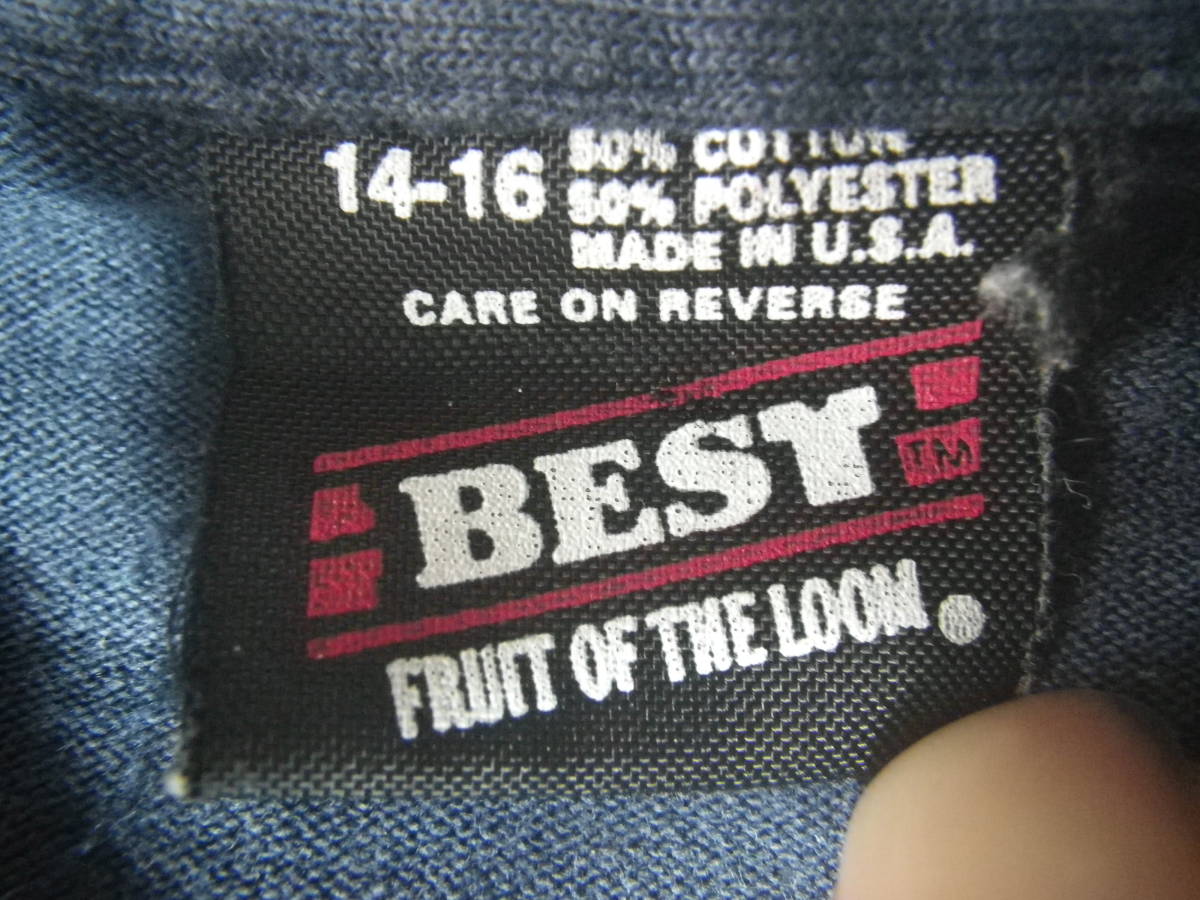 14-16
50% COTTON
50% POLYESTER
MADE IN U.S.A.
CARE ON REVERSE
BEST
TM
FRUIT OF THE LOOM ®